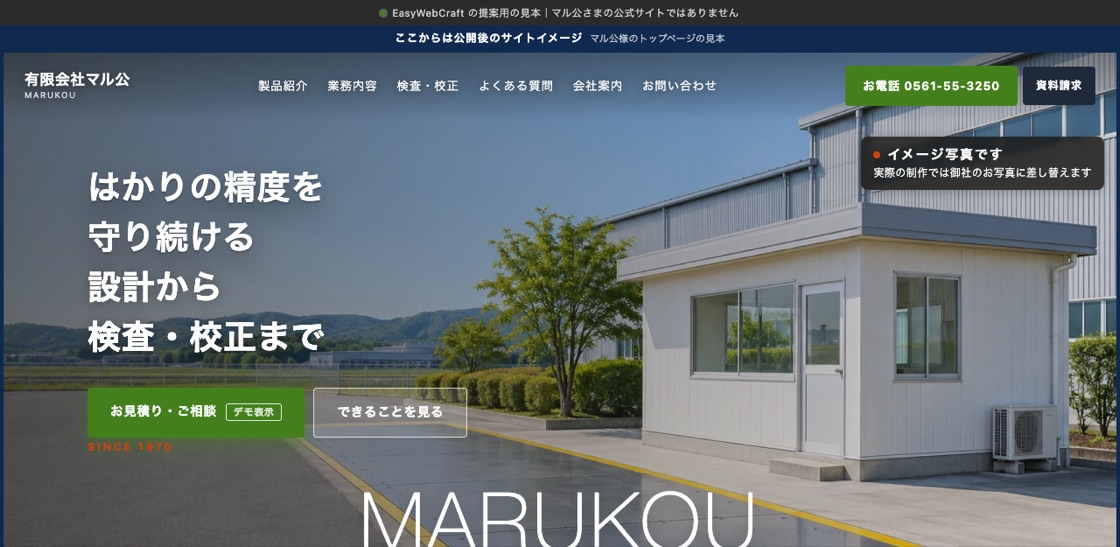 EasyWebCraft の提案用の見本｜マル公さまの公式サイトではありません
ここからは公開後のサイトイメージ マル公様のトップページの見本
有限会社マル公
MARUKOU
製品紹介 業務内容 検査・校正 よくある質問 会社案内 お問い合わせ
お電話 0561-55-3250
資料請求
イメージ写真です
実際の制作では御社のお写真に差し替えます
はかりの精度を
守り続ける
設計から
検査・校正まで
お見積り・ご相談 デモ表示
できることを見る
SINCE 1970
MARUKOU